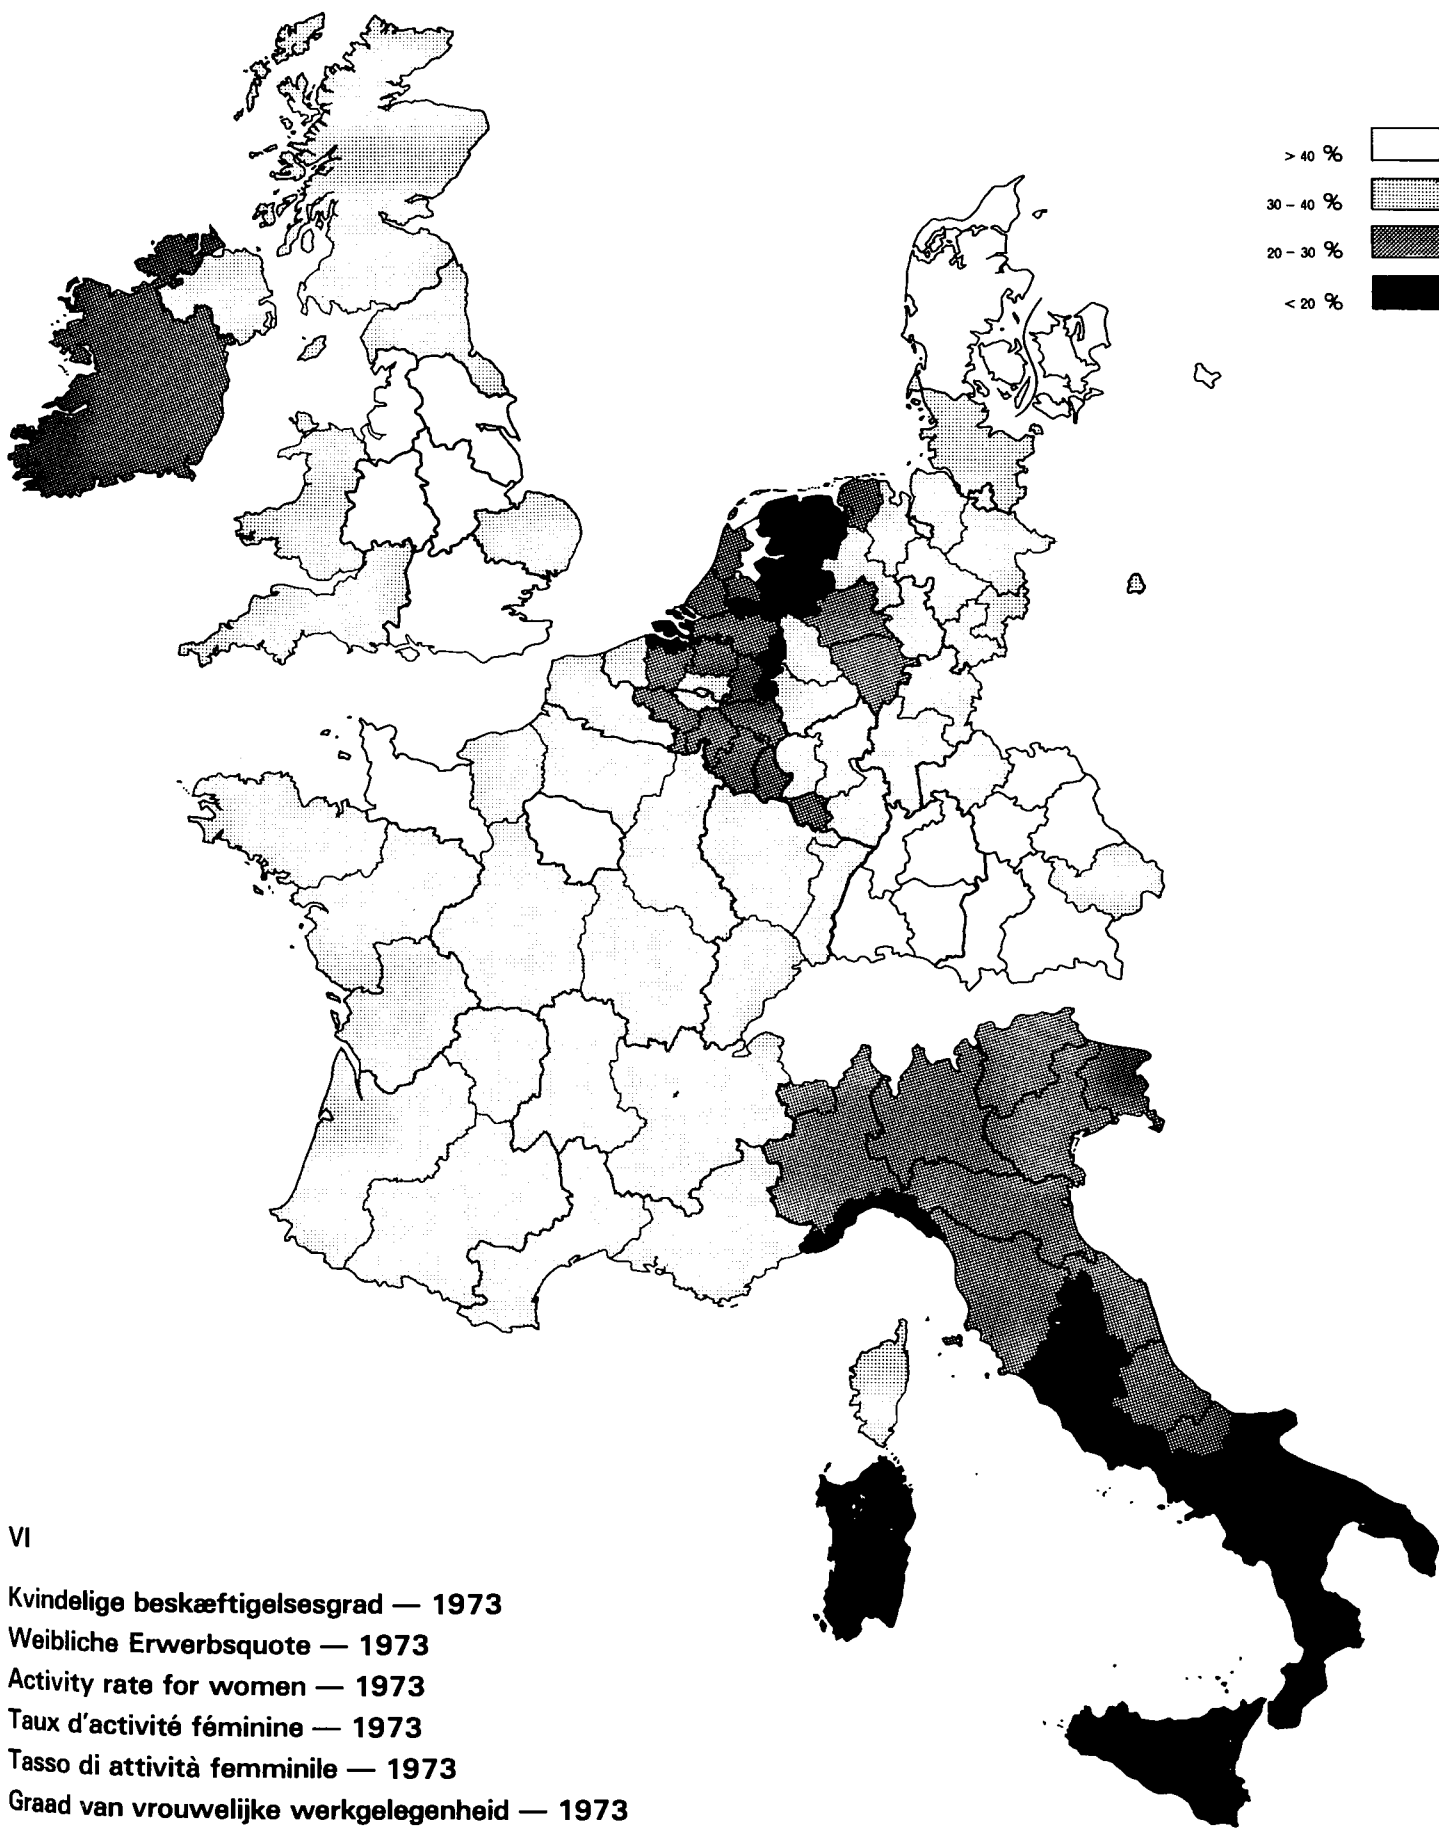 > 40 %
30 – 40 %
20 – 30 %
< 20 %
VI
Kvindelige beskæftigelsesgrad — 1973
Weibliche Erwerbsquote — 1973
Activity rate for women — 1973
Taux d'activité féminine — 1973
Tasso di attività femminile — 1973
Graad van vrouwelijke werkgelegenheid — 1973